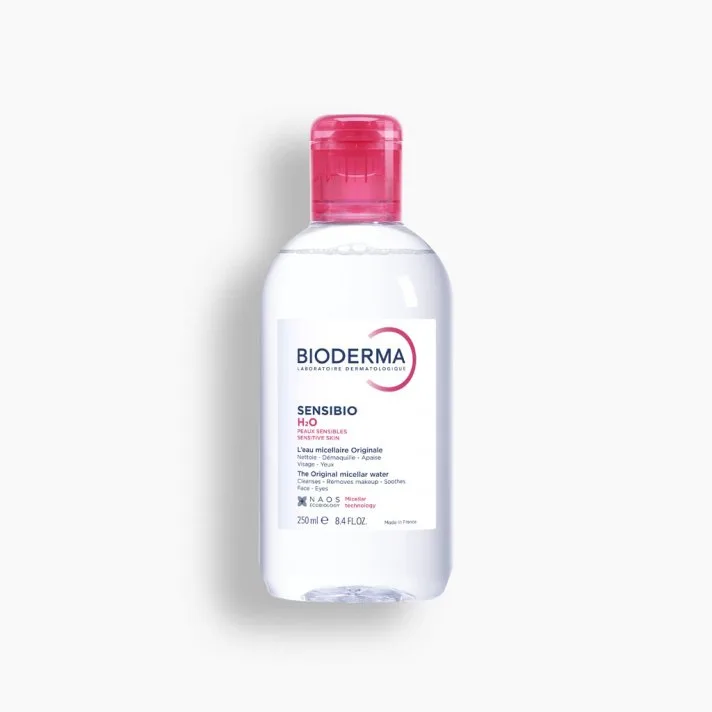 BIODERMA
LABORATOIRE DERMATOLOGIQUE
SENSIBIO
H₂O
PEAUX SENSIBLES
SENSITIVE SKIN
L'eau micellaire Originale
Nettoie - Démaquille - Apaise
Visage - Yeux
The Original micellar water
Cleanses - Removes makeup - Soothes
Face - Eyes
NAOS
ECOBIOLOGY
Micellar
technology
250 ml ℮ 8.4 FL.OZ.
Made in France